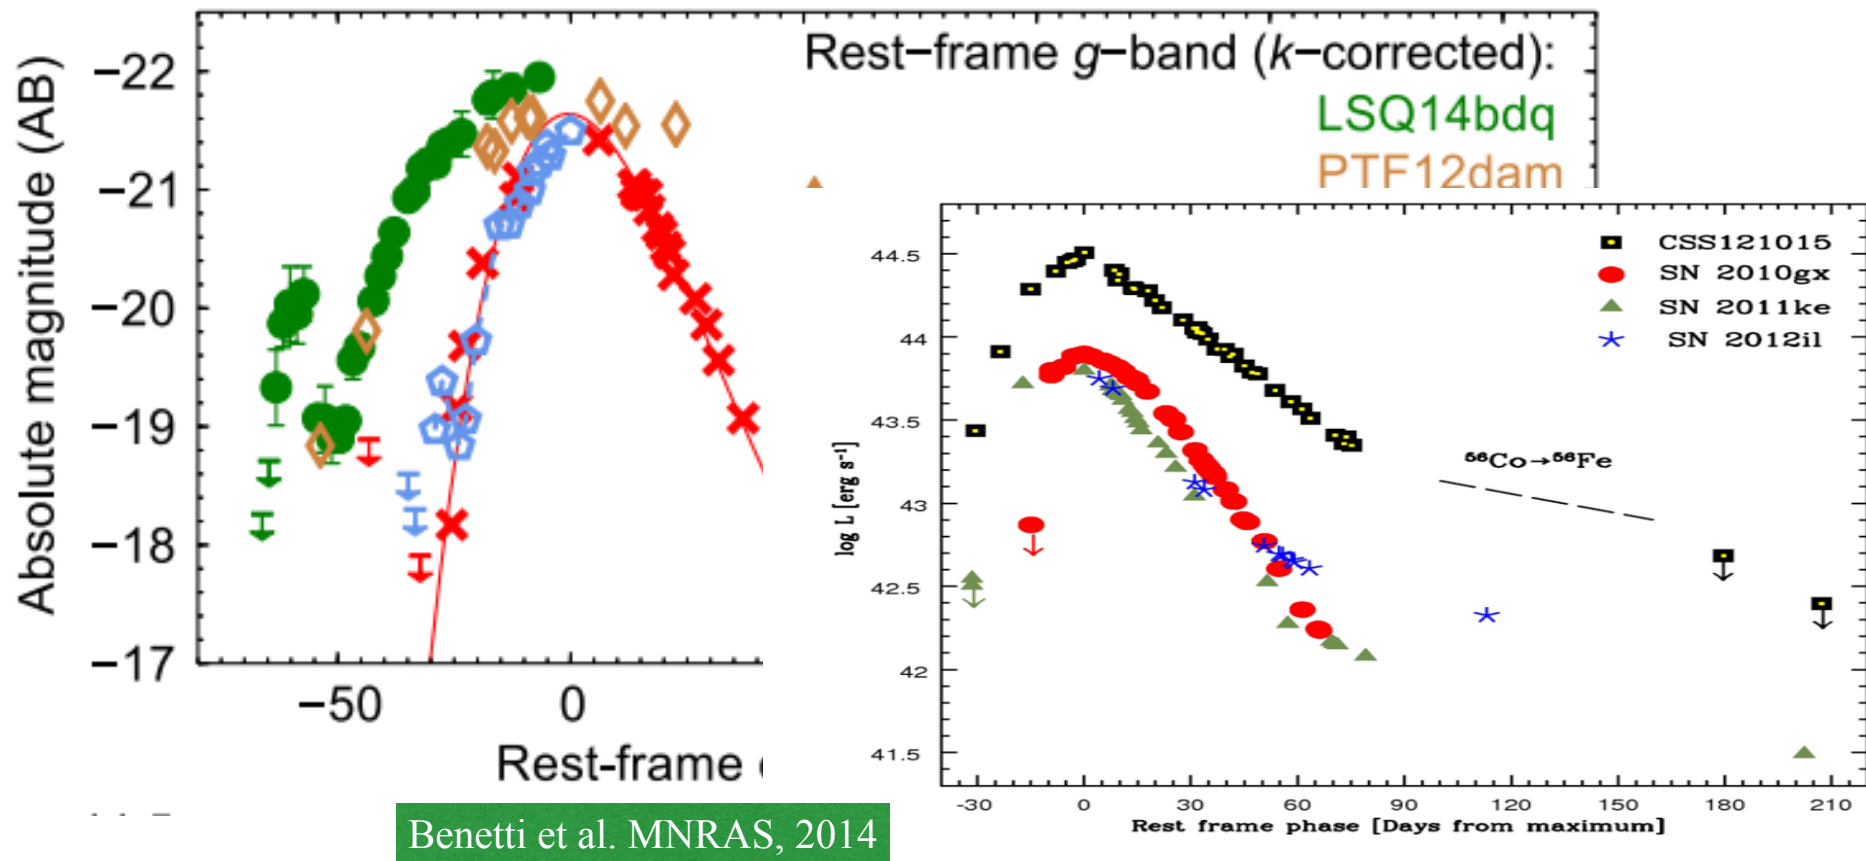 Absolute magnitude (AB)
−22
−21
−20
−19
−18
−17
−50
0
Rest-frame
Rest−frame g−band (k−corrected):
LSQ14bdq
PTF12dam
log L [erg s⁻¹]
44.5
44
43.5
43
42.5
42
41.5
CSS121015
SN 2010gx
SN 2011ke
SN 2012il
⁵⁶Co→⁵⁶Fe
-30 0 30 60 90 120 150 180 210
Rest frame phase [Days from maximum]
Benetti et al. MNRAS, 2014